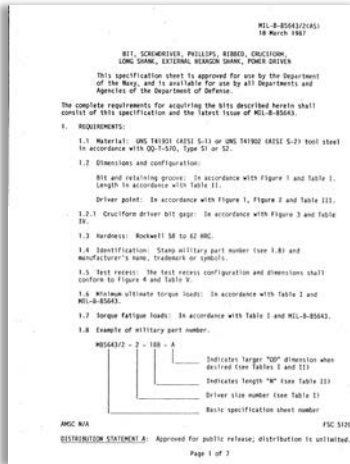 MIL-B-85643/2(AS)
10 March 1987
BIT, SCREWDRIVER, PHILLIPS, RIBBED, CRUCIFORM,
LONG SHANK, EXTERNAL HEXAGON SHANK, POWER DRIVEN
This specification sheet is approved for use by the Department
of the Navy, and is available for use by all Departments and
Agencies of the Department of Defense.
The complete requirements for acquiring the bits described herein shall
consist of this specification and the latest issue of MIL-B-85643.
1. REQUIREMENTS:
1.1 Material: UNS T41901 (AISI S-1) or UNS T41902 (AISI S-2) tool steel
in accordance with QQ-T-570, Type S1 or S2.
1.2 Dimensions and configuration:
Bit and retaining groove: In accordance with Figure 1 and Table I.
Length in accordance with Table II.
Driver point: In accordance with Figure 1, Figure 2 and Table III.
1.2.1 Cruciform driver bit gage: In accordance with Figure 3 and Table
IV.
1.3 Hardness: Rockwell 58 to 62 HRC.
1.4 Identification: Stamp military part number (see 1.8) and
manufacturer's name, trademark or symbols.
1.5 Test recess: The test recess configuration and dimensions shall
conform to Figure 4 and Table V.
1.6 Minimum ultimate torque loads: In accordance with Table I and
MIL-B-85643.
1.7 Torque fatigue loads: In accordance with Table I and MIL-B-85643.
1.8 Example of military part number.
M85643/2 - 2 - 188 - A
Indicates larger "OD" dimension when
desired (see Tables I and II)
Indicates length "N" (see Table II)
Driver size number (see Table I)
Basic specification sheet number
AMSC N/A
FSC 5120
DISTRIBUTION STATEMENT A: Approved for public release; distribution is unlimited.
Page 1 of 7